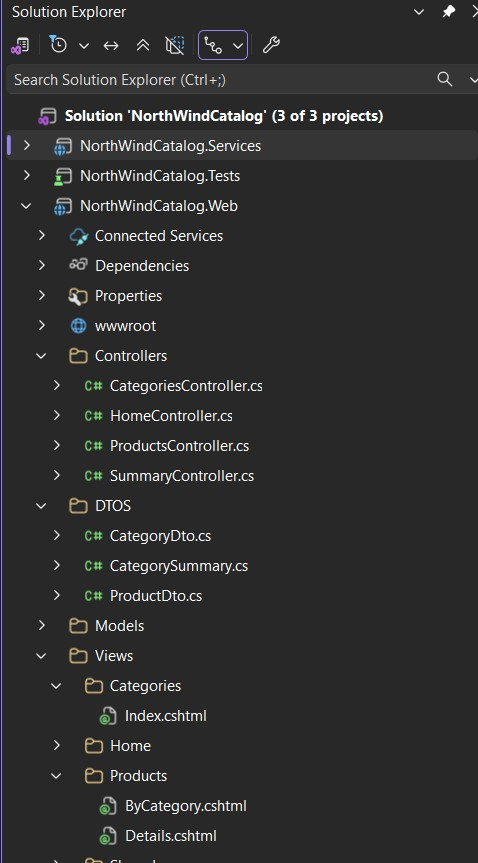 Solution Explorer
Search Solution Explorer (Ctrl+;)
Solution 'NorthWindCatalog' (3 of 3 projects)
NorthWindCatalog.Services
NorthWindCatalog.Tests
NorthWindCatalog.Web
Connected Services
Dependencies
Properties
wwwroot
Controllers
C# CategoriesController.cs
C# HomeController.cs
C# ProductsController.cs
C# SummaryController.cs
DTOS
C# CategoryDto.cs
C# CategorySummary.cs
C# ProductDto.cs
Models
Views
Categories
Index.cshtml
Home
Products
ByCategory.cshtml
Details.cshtml